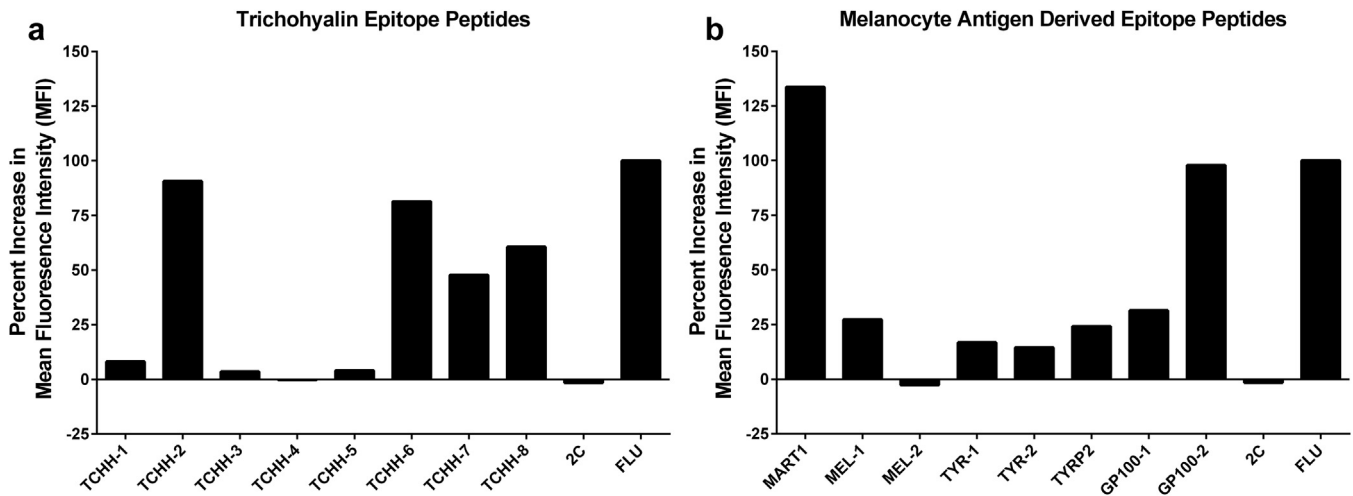 a
Trichohyalin Epitope Peptides
Percent Increase in
Mean Fluoresence Intensity (MFI)
150
125
100
75
50
25
0
-25
TCHH-1
TCHH-2
TCHH-3
TCHH-4
TCHH-5
TCHH-6
TCHH-7
TCHH-8
2C
FLU
b
Melanocyte Antigen Derived Epitope Peptides
Percent Increase in
Mean Fluoresence Intensity (MFI)
150
125
100
75
50
25
0
-25
MART1
MEL-1
MEL-2
TYR-1
TYR-2
TYRP2
GP100-1
GP100-2
2C
FLU